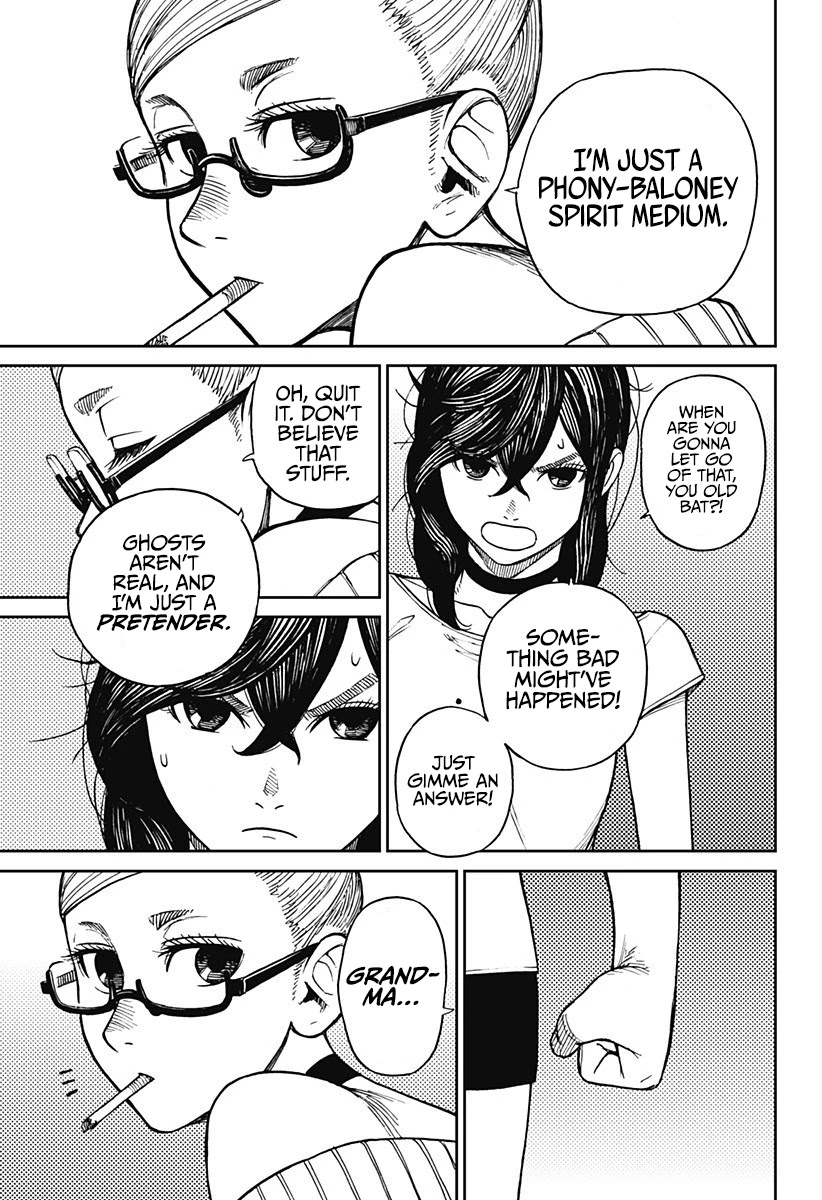 I'M JUST A
PHONY-BALONEY
SPIRIT MEDIUM.
WHEN
ARE YOU
GONNA
LET GO
OF THAT,
YOU OLD
BAT?!
SOME-
THING BAD
MIGHT'VE
HAPPENED!
JUST
GIMME AN
ANSWER!
OH, QUIT
IT. DON'T
BELIEVE
THAT
STUFF.
GHOSTS
AREN'T
REAL, AND
I'M JUST A
PRETENDER.
GRAND-
MA...